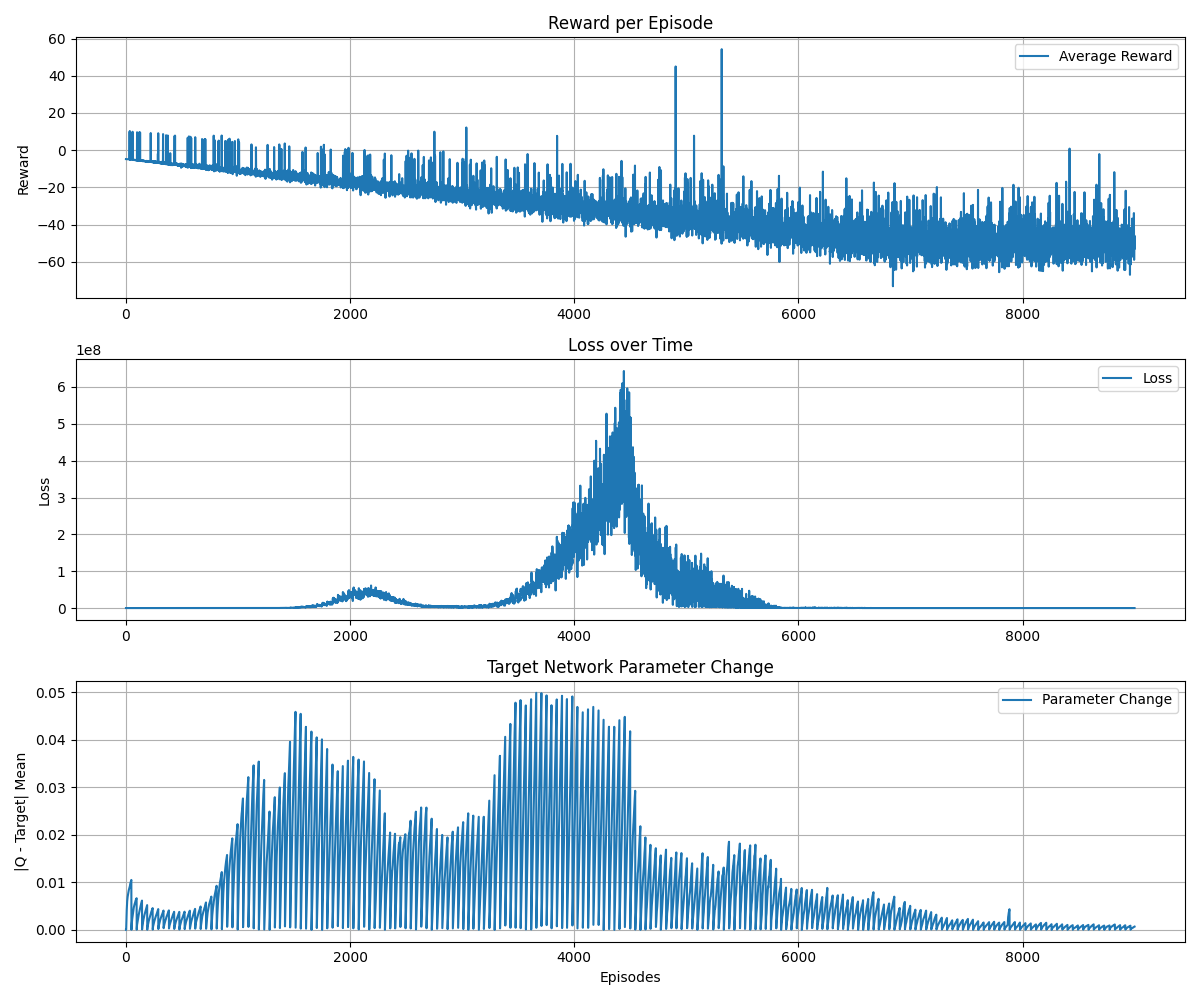 Reward per Episode
60
40
20
0
−20
−40
−60
Reward
Average Reward
0 2000 4000 6000 8000
Loss over Time
1e8
6
5
4
3
2
1
0
Loss
Loss
0 2000 4000 6000 8000
Target Network Parameter Change
0.05
0.04
0.03
0.02
0.01
0.00
|Q - Target| Mean
Parameter Change
0 2000 4000 6000 8000
Episodes